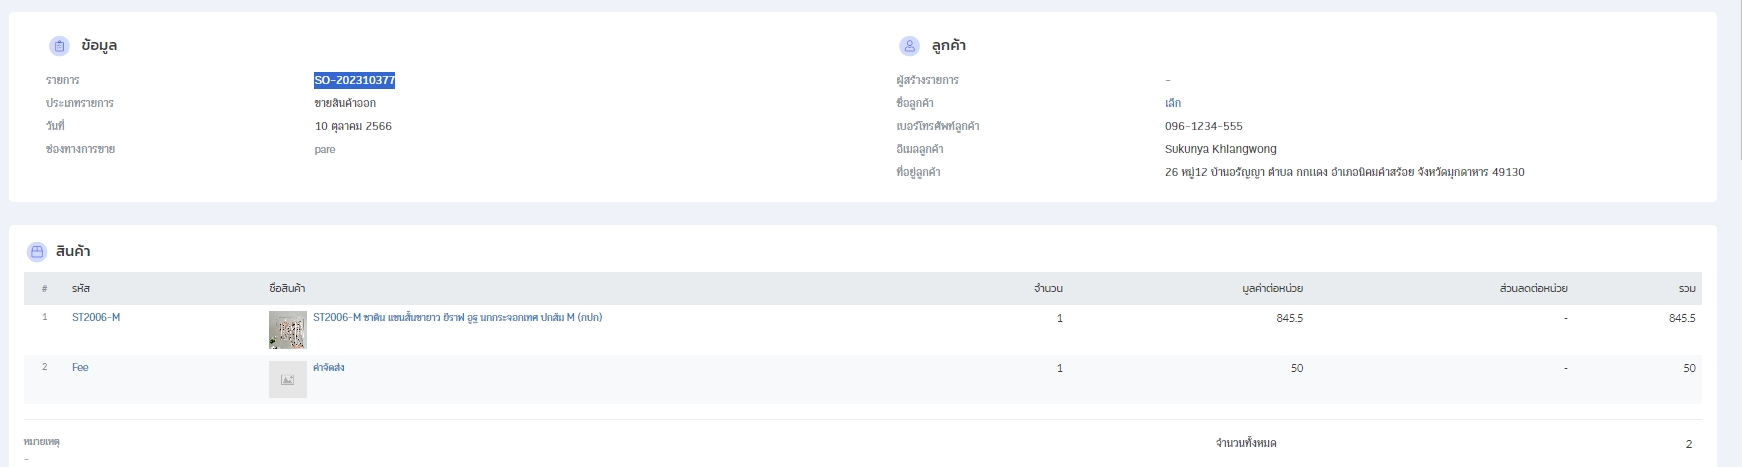 ข้อมูล
รายการ SO-202310377
ประเภทรายการ ขายสินค้าออก
วันที่ 10 ตุลาคม 2566
ช่องทางการขาย pare
ลูกค้า
ผู้สร้างรายการ -
ชื่อลูกค้า เล็ก
เบอร์โทรศัพท์ลูกค้า 096-1234-555
อีเมลลูกค้า Sukunya Khiangwong
ที่อยู่ลูกค้า 26 หมู่12 บ้านอรัญญา ตำบล กกแดง อำเภอนิคมคำสร้อย จังหวัดมุกดาหาร 49130
สินค้า
# รหัส ชื่อสินค้า จำนวน มูลค่าต่อหน่วย ส่วนลดต่อหน่วย รวม
1 ST2006-M ST2006-M ซาติน แขนสั้นขายาว ยีราฟ อูฐ นกกระจอกเทศ ปกส้ม M (กปก) 1 845.5 - 845.5
2 Fee ค่าจัดส่ง 1 50 - 50
หมายเหตุ
-
จำนวนทั้งหมด 2